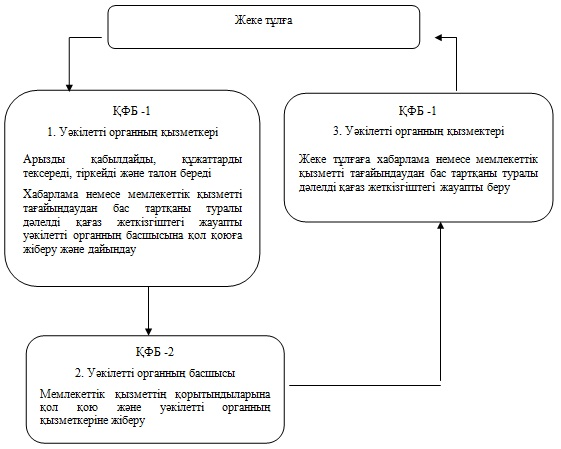 Жеке тұлға
ҚФБ -1
1. Уәкілетті органның қызметкері
Арызды қабылдайды, құжаттарды
тексереді, тіркейді және талон береді
Хабарлама немесе мемлекеттік қызметті
тағайындаудан бас тартқаны туралы
дәлелді қағаз жеткізгіштегі жауапты
уәкілетті органның басшысына қол қоюға
жіберу және дайындау
ҚФБ -2
2. Уәкілетті органның басшысы
Мемлекеттік қызметтің қорытындыларына
қол қою және уәкілетті органның
қызметкеріне жіберу
ҚФБ -1
3. Уәкілетті органның қызмектері
Жеке тұлғаға хабарлама немесе мемлекеттік
қызметті тағайындаудан бас тартқаны туралы
дәлелді қағаз жеткізгіштегі жауапты беру